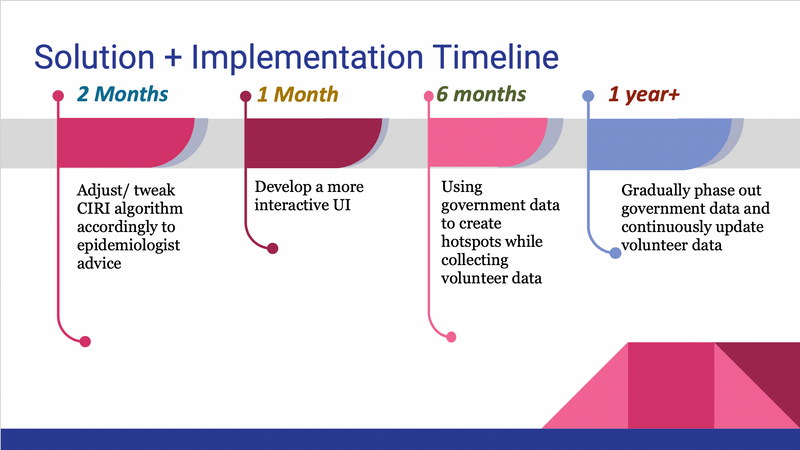 Solution + Implementation Timeline
2 Months
Adjust/ tweak
CIRI algorithm
accordingly to
epidemiologist
advice
1 Month
Develop a more
interactive UI
6 months
Using
government data
to create
hotspots while
collecting
volunteer data
1 year+
Gradually phase out
government data and
continuously update
volunteer data